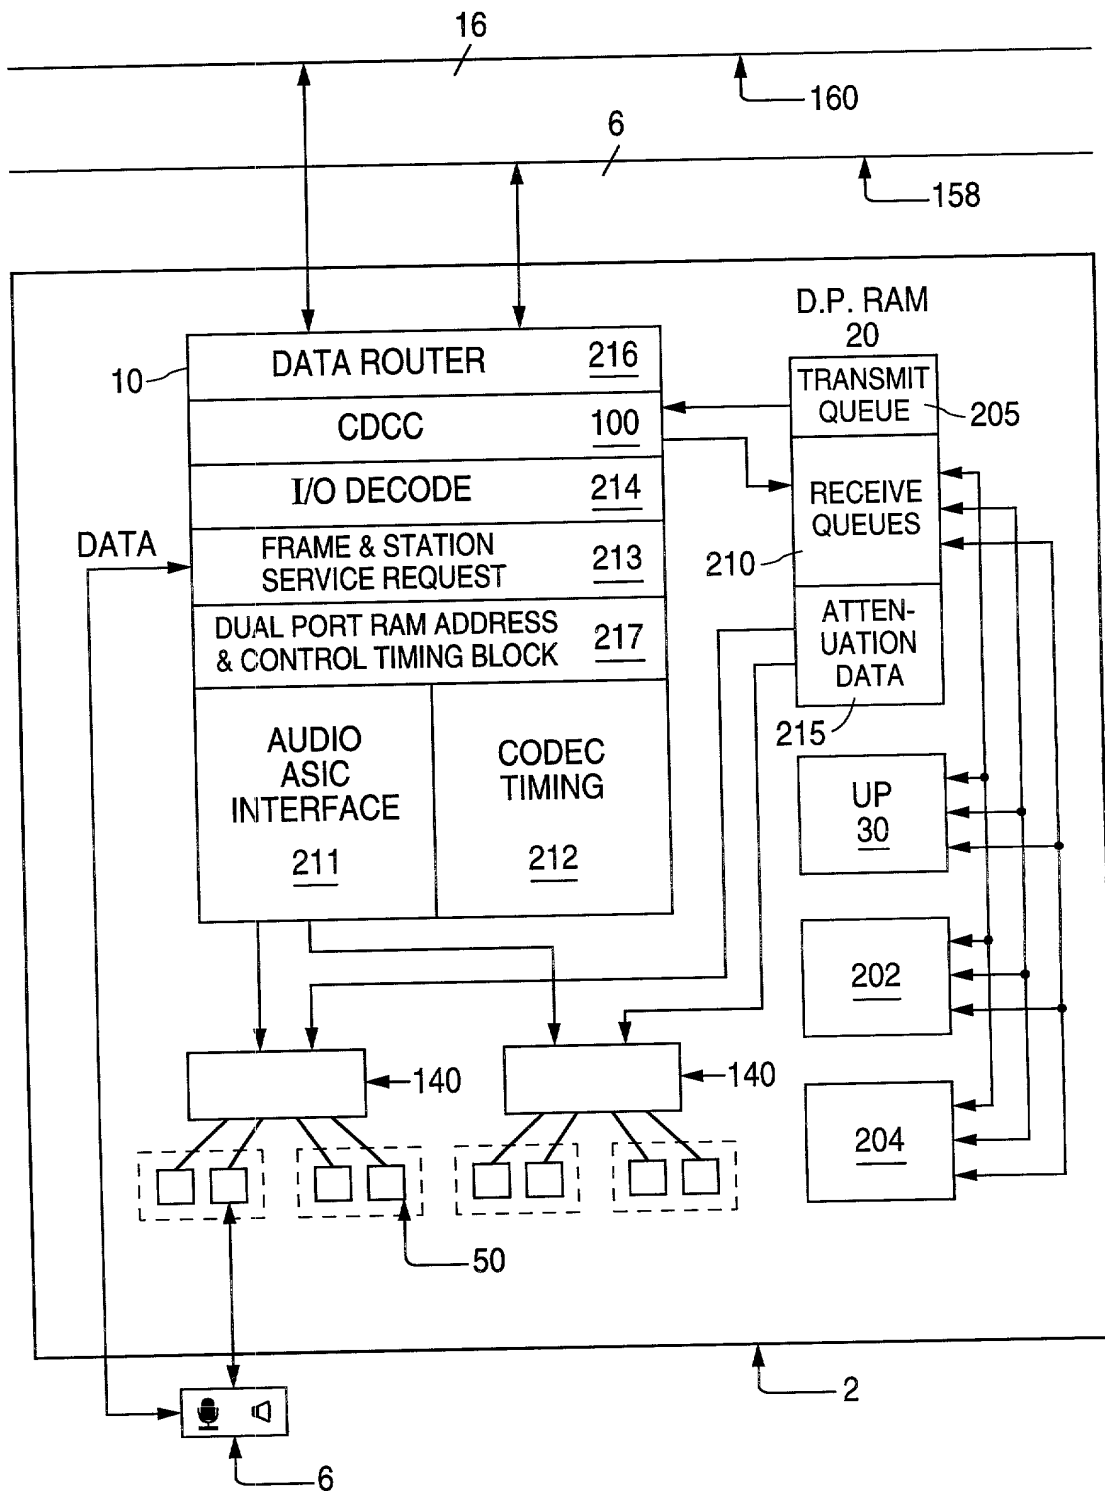 16
160
6
158
D.P. RAM
20
10
DATA ROUTER 216
CDCC 100
I/O DECODE 214
FRAME & STATION
SERVICE REQUEST 213
DUAL PORT RAM ADDRESS
& CONTROL TIMING BLOCK 217
AUDIO
ASIC
INTERFACE
211
CODEC
TIMING
212
DATA
TRANSMIT
QUEUE
205
RECEIVE
QUEUES
210
ATTEN-
UATION
DATA
215
UP
30
202
204
140
140
50
2
6